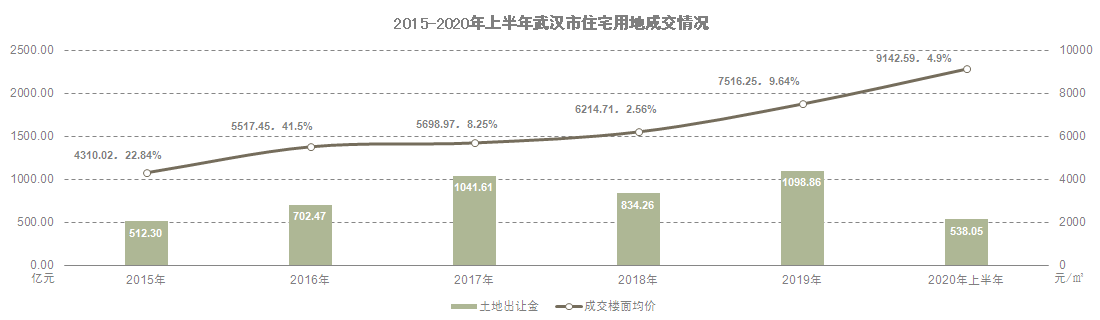 2015-2020年上半年武汉市住宅用地成交情况
2500.00
2000.00
1500.00
1000.00
500.00
0.00
亿元
10000
8000
6000
4000
2000
0
元/㎡
4310.02，22.84%
5517.45，41.5%
5698.97，8.25%
6214.71，2.56%
7516.25，9.64%
9142.59，4.9%
512.30
702.47
1041.61
834.26
1098.86
538.05
2015年
2016年
2017年
2018年
2019年
2020年上半年
土地出让金
成交楼面均价